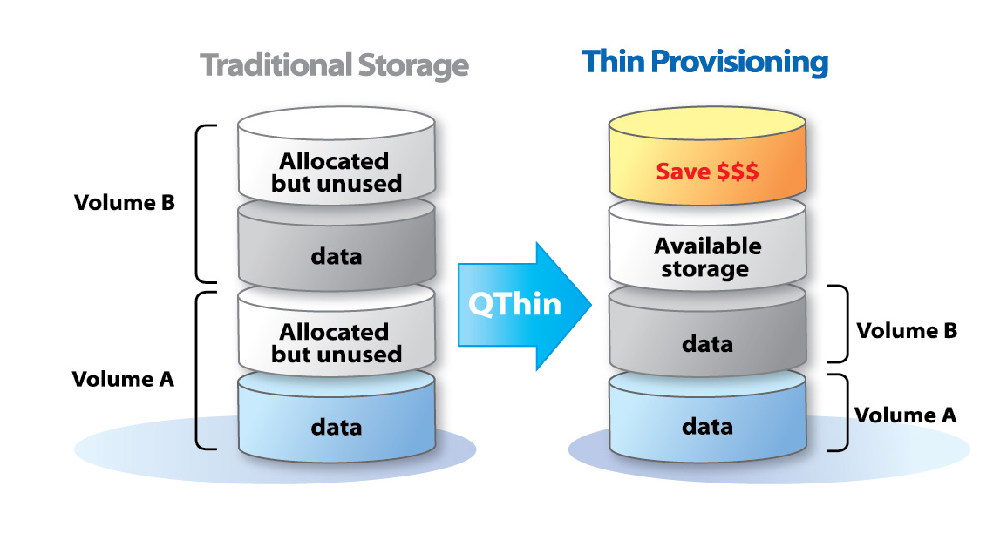 Traditional Storage
Allocated
but unused
Volume B
data
Allocated
but unused
Volume A
data
QThin
Thin Provisioning
Save $$$
Available
storage
data
Volume B
data
Volume A